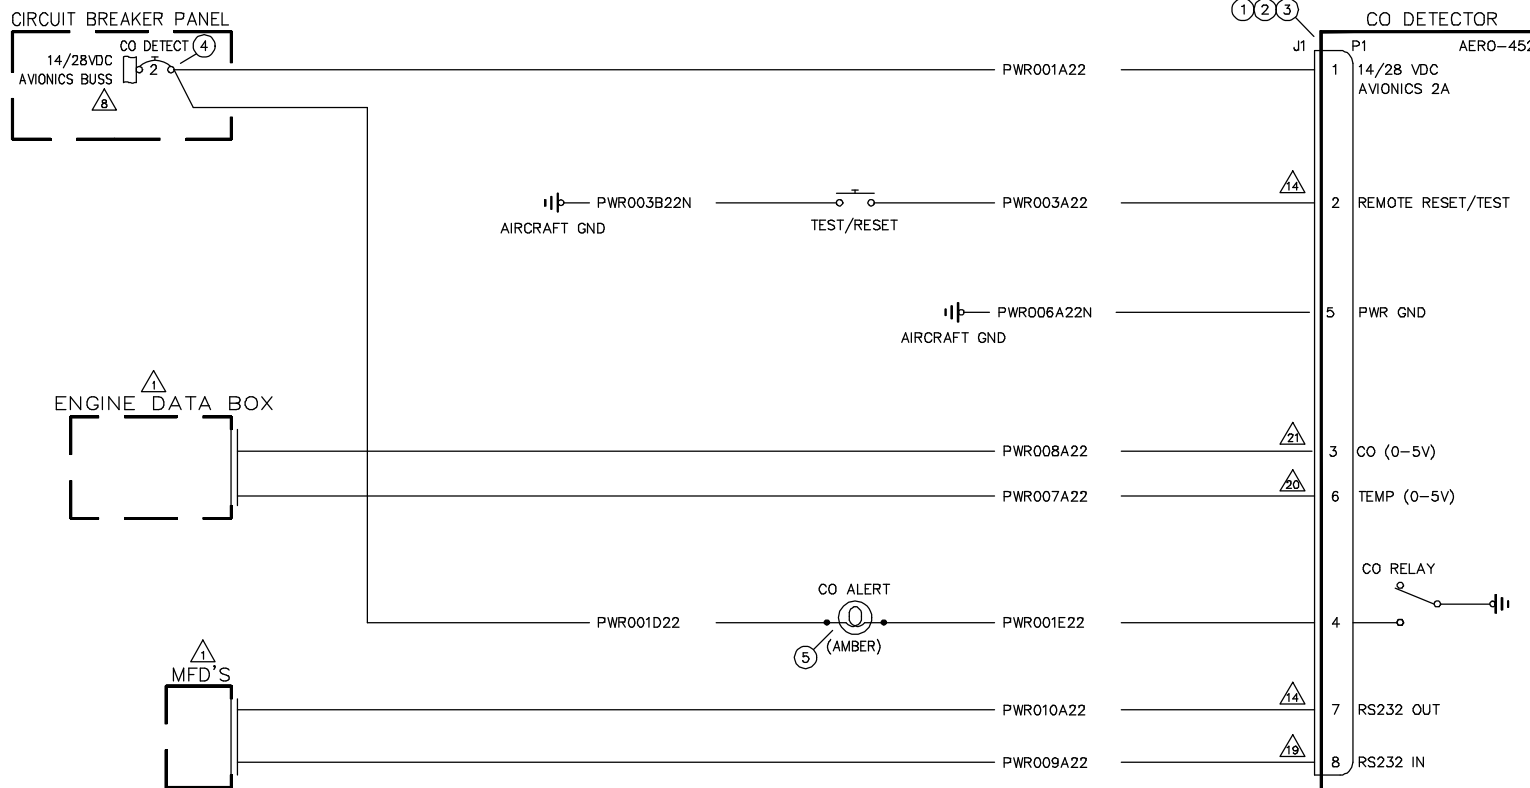 CIRCUIT BREAKER PANEL
CO DETECT 4
14/28VDC
AVIONICS BUSS
2
8
1 2 3
CO DETECTOR
J1 P1 AERO-452
PWR001A22 1 14/28 VDC
AVIONICS 2A
14
PWR003B22N PWR003A22 2 REMOTE RESET/TEST
AIRCRAFT GND TEST/RESET
PWR006A22N 5 PWR GND
AIRCRAFT GND
1
ENGINE DATA BOX
21
PWR008A22 3 CO (0-5V)
20
PWR007A22 6 TEMP (0-5V)
CO RELAY
CO ALERT
PWR001D22 PWR001E22 4
5 (AMBER)
1
MFD'S
14
PWR010A22 7 RS232 OUT
19
PWR009A22 8 RS232 IN